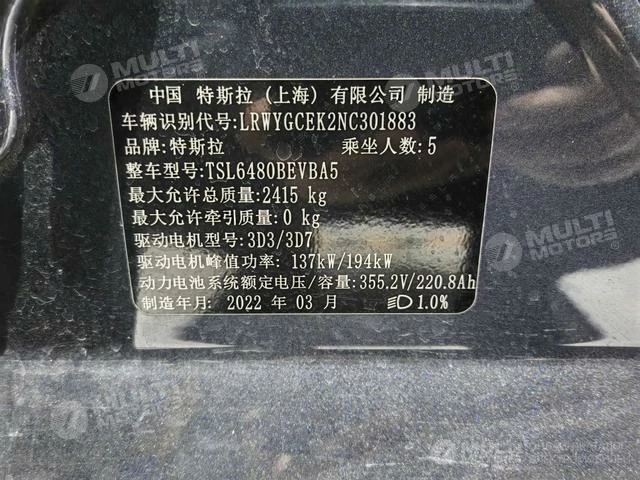 中国 特斯拉 (上海) 有限公司 制造
车辆识别代号:LRWYGCEK2NC301883
品牌:特斯拉 乘坐人数:5
整车型号:TSL6480BEVBA5
最大允许总质量:2415 kg
最大允许牵引质量:0 kg
驱动电机型号:3D3/3D7
驱动电机峰值功率: 137kW/194kW
动力电池系统额定电压/容量:355.2V/220.8Ah
制造年月: 2022 年 03 月 1.0%
MULTI MOTORS
MULTI MOTORS
MULTI MOTORS
MULTI MOTORS
MULTI MOTORS